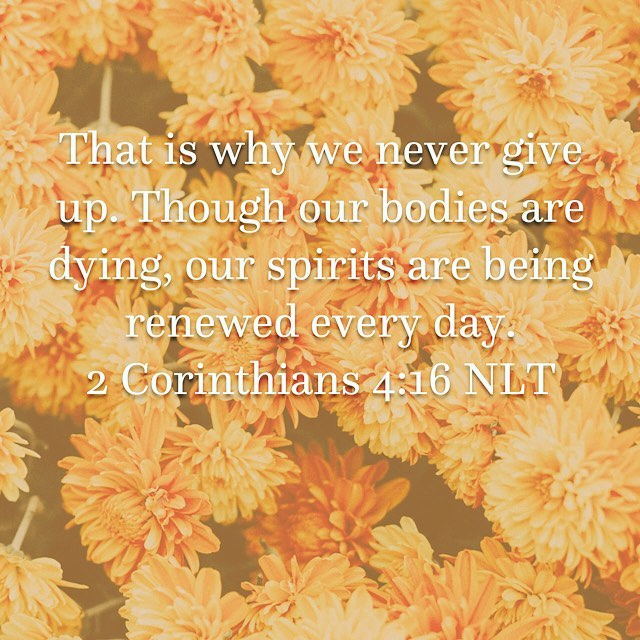 That is why we never give
up. Though our bodies are
dying, our spirits are being
renewed every day.
2 Corinthians 4:16 NLT